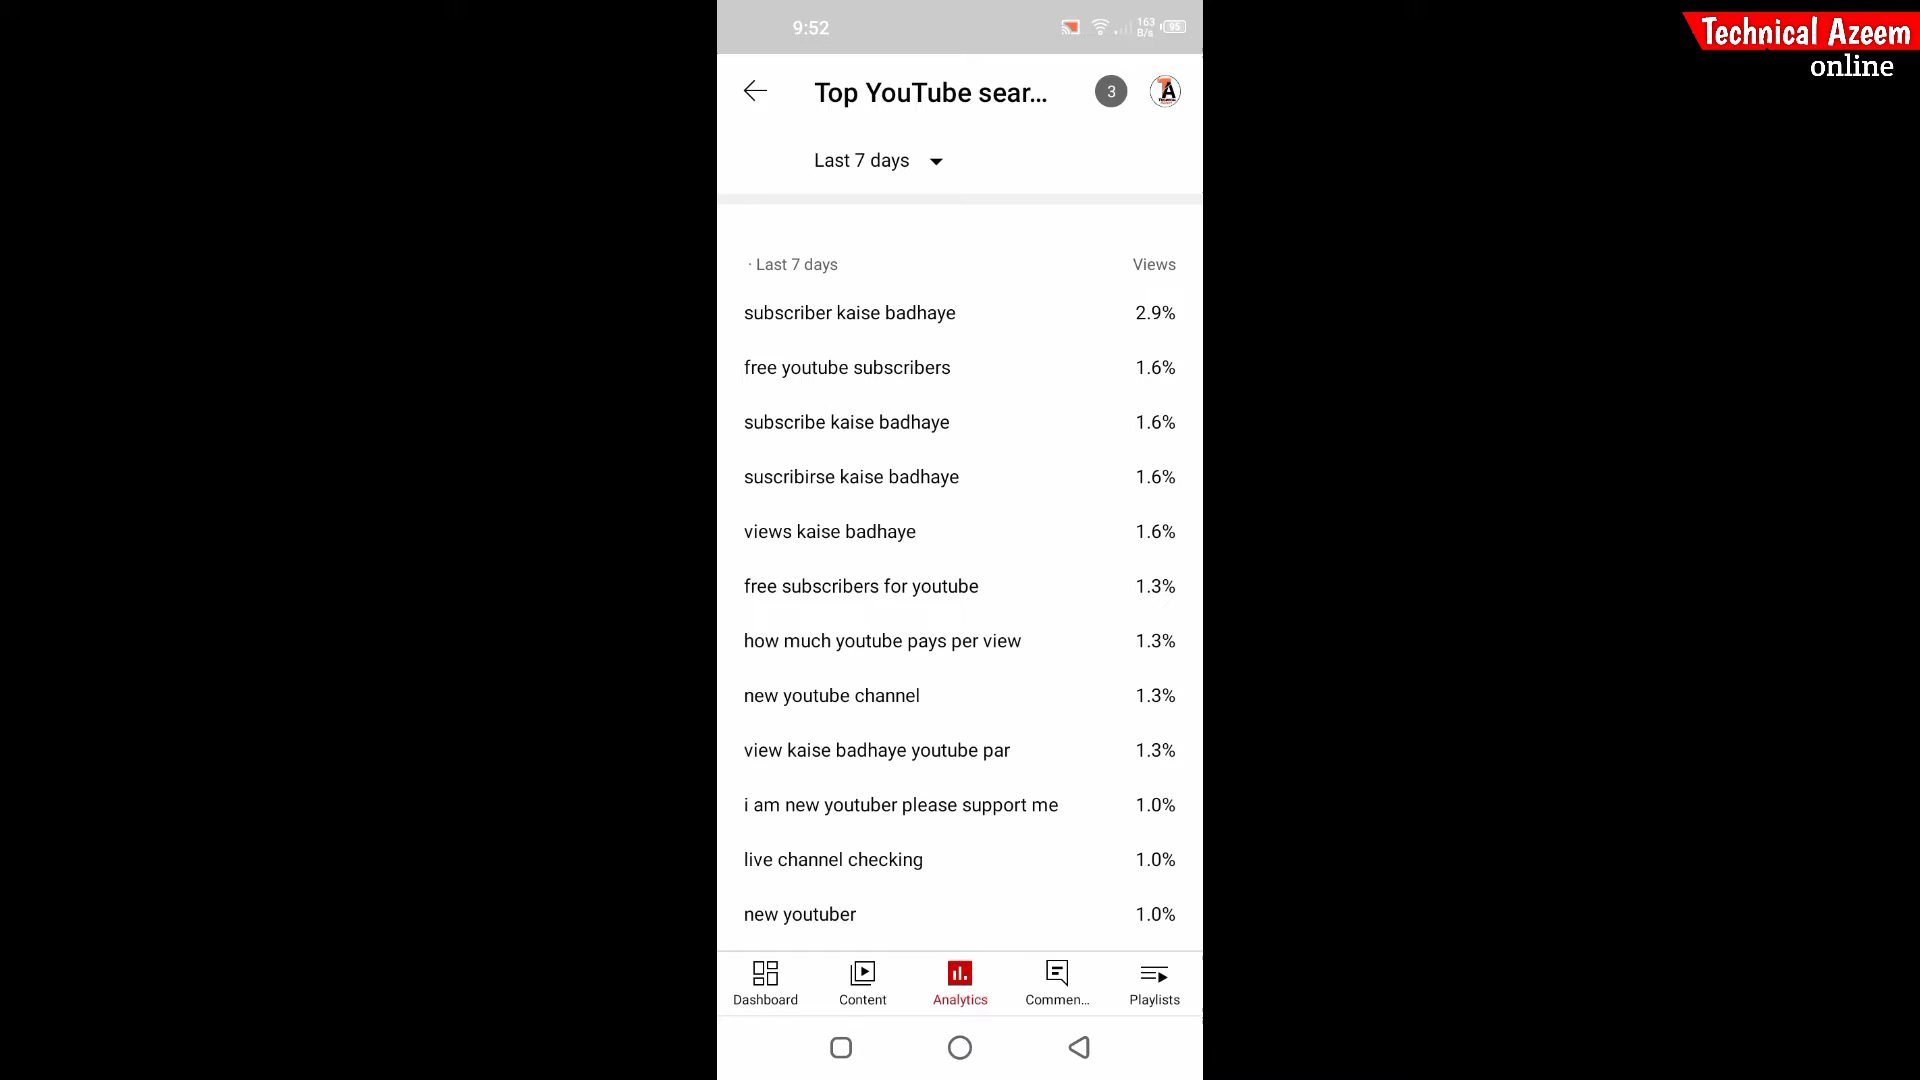 Technical Azeem
online
9:52
163
B/s
95
Top YouTube sear...
3
TA
Last 7 days
· Last 7 days Views
subscriber kaise badhaye 2.9%
free youtube subscribers 1.6%
subscribe kaise badhaye 1.6%
suscribirse kaise badhaye 1.6%
views kaise badhaye 1.6%
free subscribers for youtube 1.3%
how much youtube pays per view 1.3%
new youtube channel 1.3%
view kaise badhaye youtube par 1.3%
i am new youtuber please support me 1.0%
live channel checking 1.0%
new youtuber 1.0%
Dashboard Content Analytics Commen... Playlists